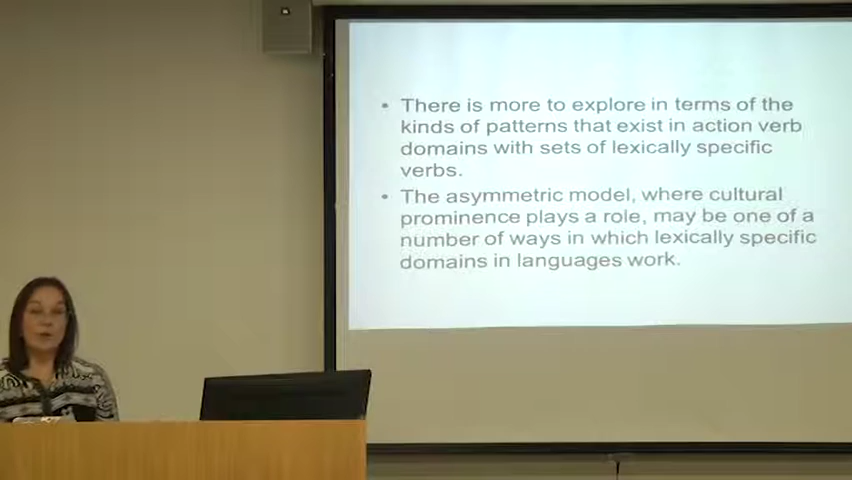 • There is more to explore in terms of the
kinds of patterns that exist in action verb
domains with sets of lexically specific
verbs.
• The asymmetric model, where cultural
prominence plays a role, may be one of a
number of ways in which lexically specific
domains in languages work.